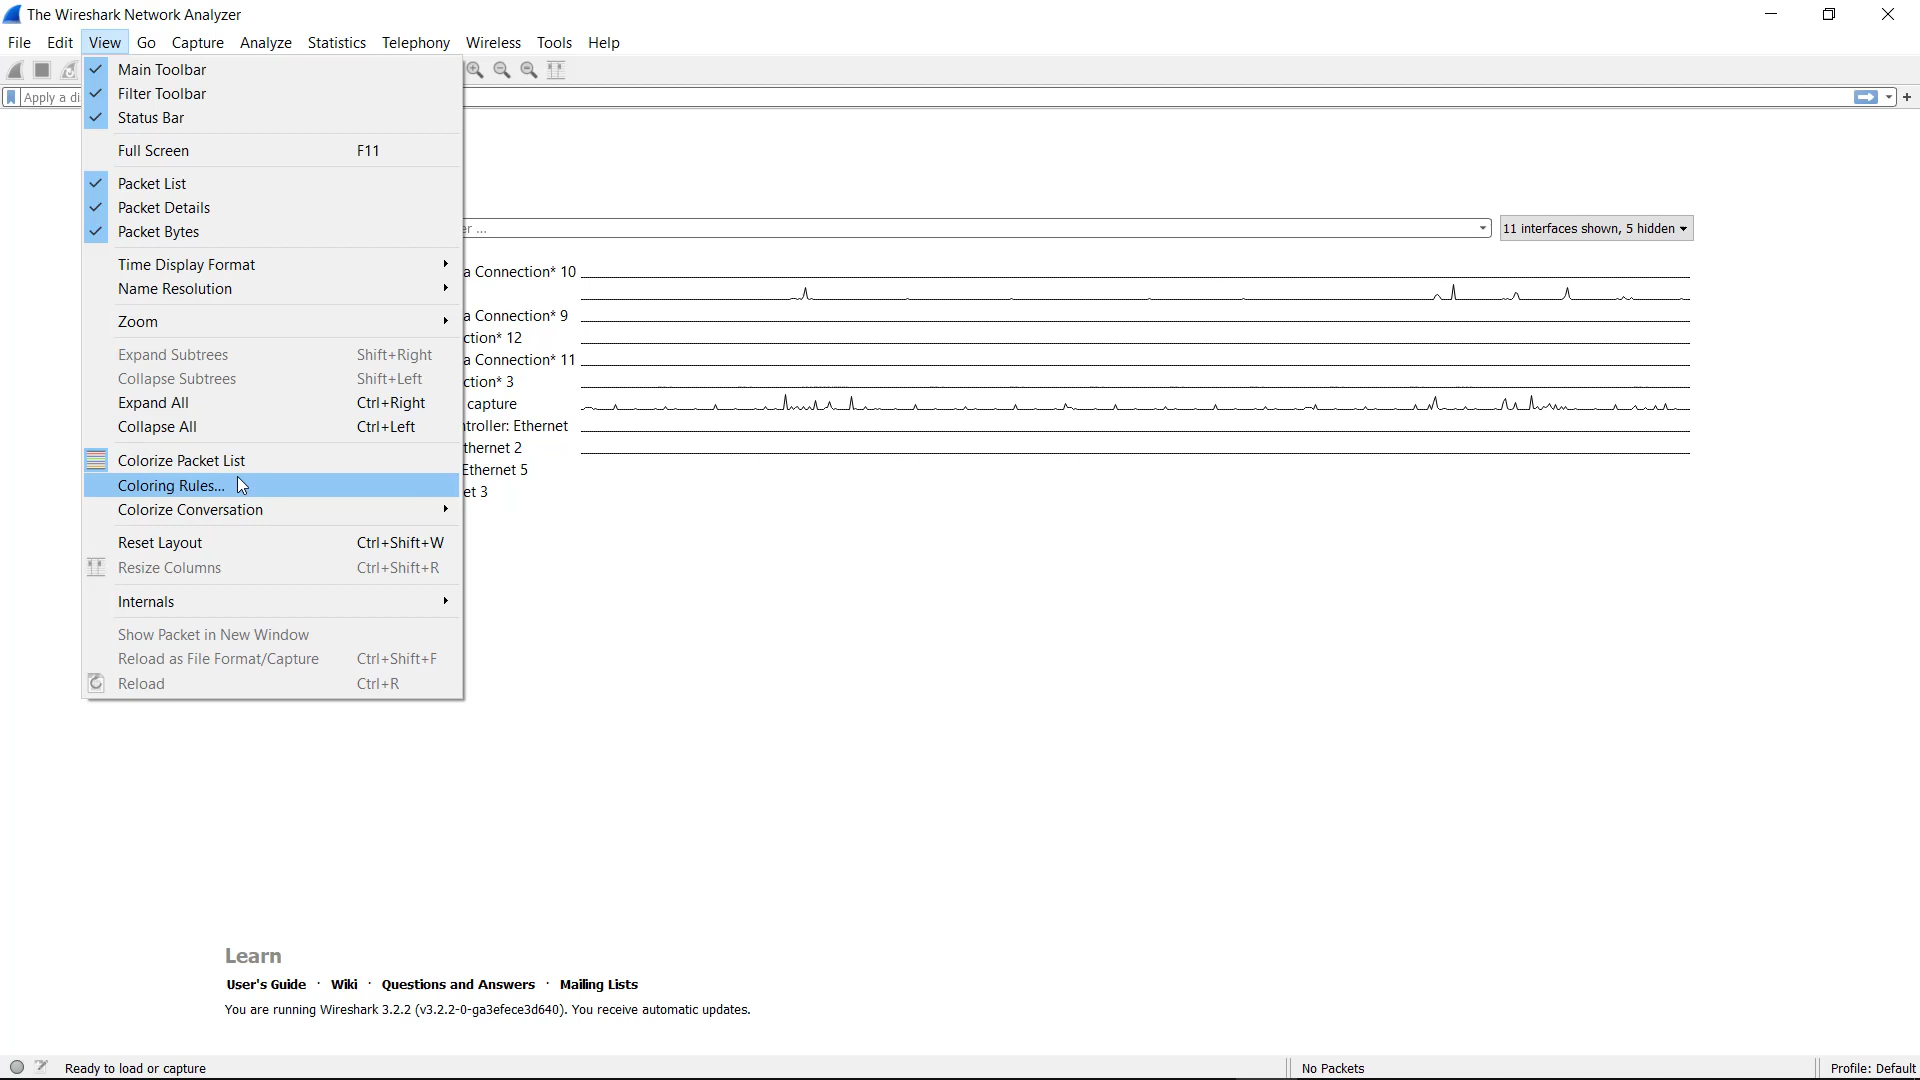 The Wireshark Network Analyzer
File Edit View Go Capture Analyze Statistics Telephony Wireless Tools Help
Apply a di
Main Toolbar
Filter Toolbar
Status Bar
Full Screen F11
Packet List
Packet Details
Packet Bytes
Time Display Format
Name Resolution
Zoom
Expand Subtrees Shift+Right
Collapse Subtrees Shift+Left
Expand All Ctrl+Right
Collapse All Ctrl+Left
Colorize Packet List
Coloring Rules...
Colorize Conversation
Reset Layout Ctrl+Shift+W
Resize Columns Ctrl+Shift+R
Internals
Show Packet in New Window
Reload as File Format/Capture Ctrl+Shift+F
Reload Ctrl+R
er ...
11 interfaces shown, 5 hidden
a Connection* 10
a Connection* 9
ction* 12
a Connection* 11
ction* 3
capture
ntroller: Ethernet
thernet 2
Ethernet 5
et 3
Learn
User's Guide · Wiki · Questions and Answers · Mailing Lists
You are running Wireshark 3.2.2 (v3.2.2-0-ga3efece3d640). You receive automatic updates.
Ready to load or capture
No Packets
Profile: Default